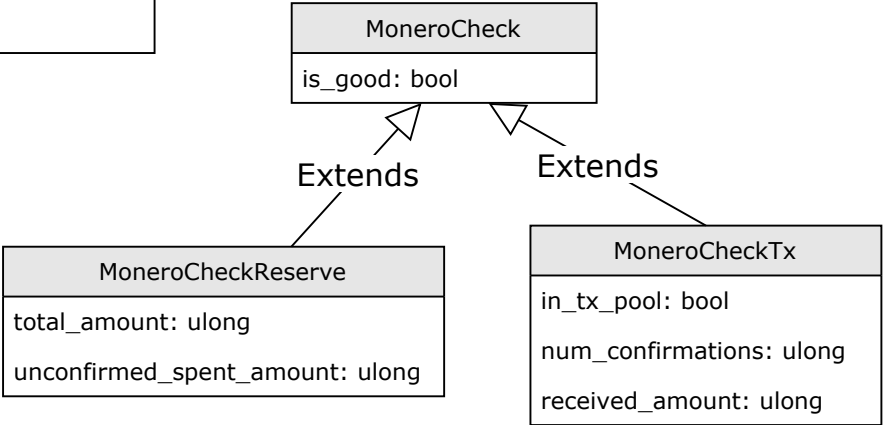 MoneroCheck
is_good: bool
Extends
Extends
MoneroCheckReserve
total_amount: ulong
unconfirmed_spent_amount: ulong
MoneroCheckTx
in_tx_pool: bool
num_confirmations: ulong
received_amount: ulong